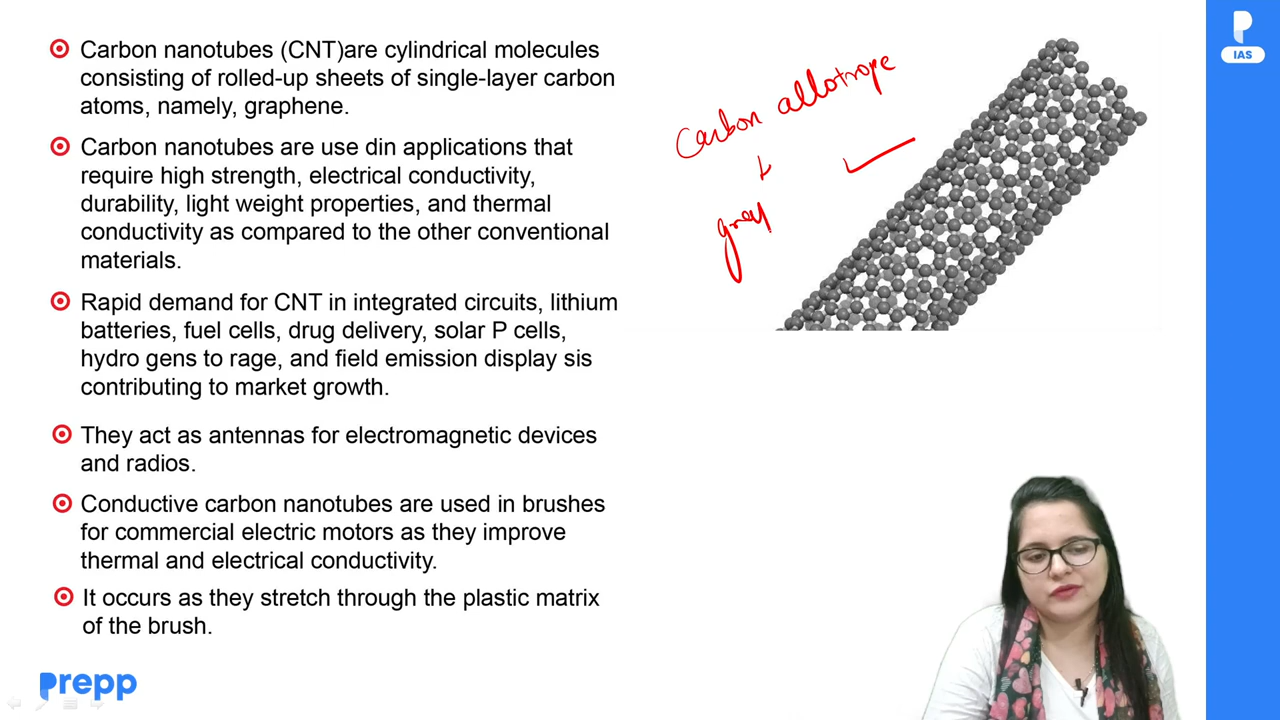 Carbon nanotubes (CNT)are cylindrical molecules
consisting of rolled-up sheets of single-layer carbon
atoms, namely, graphene.
Carbon nanotubes are use din applications that
require high strength, electrical conductivity,
durability, light weight properties, and thermal
conductivity as compared to the other conventional
materials.
Rapid demand for CNT in integrated circuits, lithium
batteries, fuel cells, drug delivery, solar P cells,
hydro gens to rage, and field emission display sis
contributing to market growth.
They act as antennas for electromagnetic devices
and radios.
Conductive carbon nanotubes are used in brushes
for commercial electric motors as they improve
thermal and electrical conductivity.
It occurs as they stretch through the plastic matrix
of the brush.
prepp
Carbon allotrope
IAS